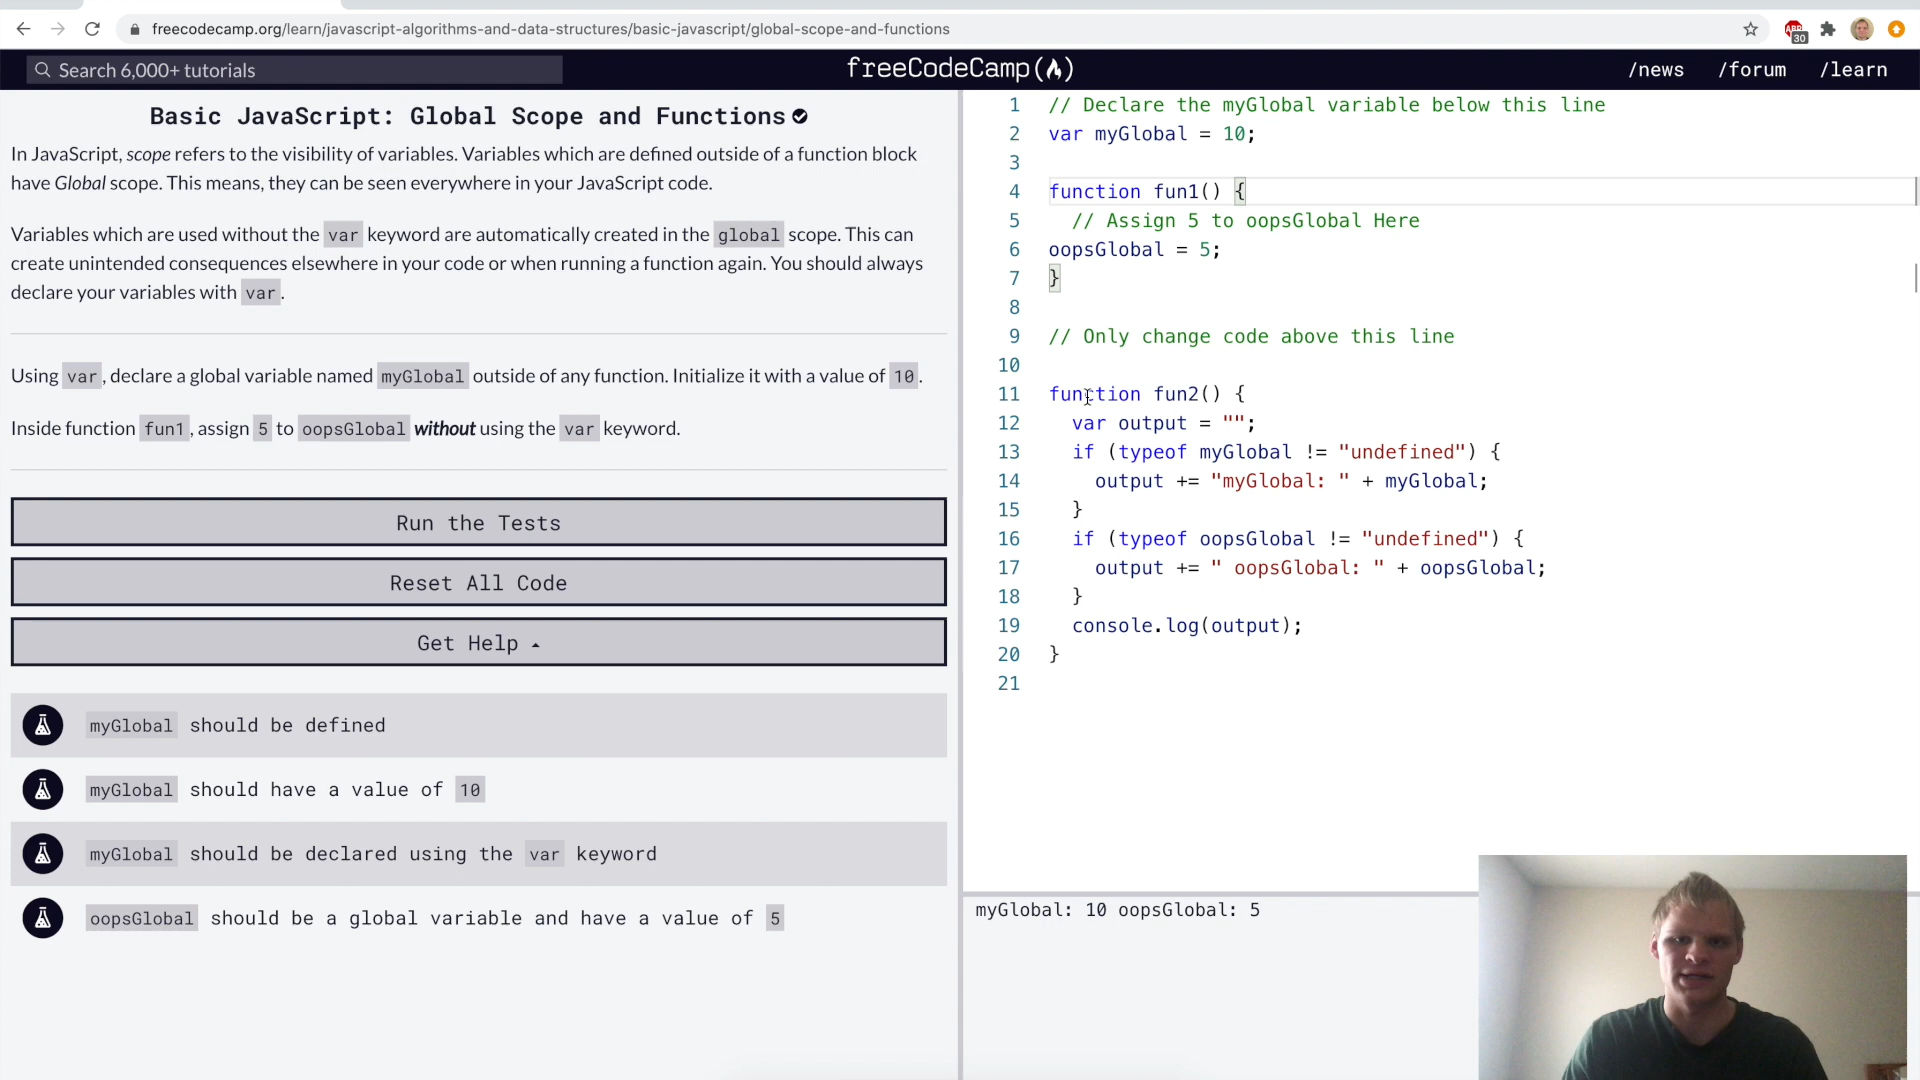 freecodecamp.org/learn/javascript-algorithms-and-data-structures/basic-javascript/global-scope-and-functions
ABP
30
Search 6,000+ tutorials
freeCodeCamp
/news
/forum
/learn
Basic JavaScript: Global Scope and Functions
In JavaScript, scope refers to the visibility of variables. Variables which are defined outside of a function block
have Global scope. This means, they can be seen everywhere in your JavaScript code.
Variables which are used without the var keyword are automatically created in the global scope. This can
create unintended consequences elsewhere in your code or when running a function again. You should always
declare your variables with var.
Using var, declare a global variable named myGlobal outside of any function. Initialize it with a value of 10.
Inside function fun1, assign 5 to oopsGlobal without using the var keyword.
Run the Tests
Reset All Code
Get Help
myGlobal should be defined
myGlobal should have a value of 10
myGlobal should be declared using the var keyword
oopsGlobal should be a global variable and have a value of 5
1 // Declare the myGlobal variable below this line
2 var myGlobal = 10;
3
4 function fun1() {
5 // Assign 5 to oopsGlobal Here
6 oopsGlobal = 5;
7 }
8
9 // Only change code above this line
10
11 function fun2() {
12 var output = "";
13 if (typeof myGlobal != "undefined") {
14 output += "myGlobal: " + myGlobal;
15 }
16 if (typeof oopsGlobal != "undefined") {
17 output += " oopsGlobal: " + oopsGlobal;
18 }
19 console.log(output);
20 }
21
myGlobal: 10 oopsGlobal: 5